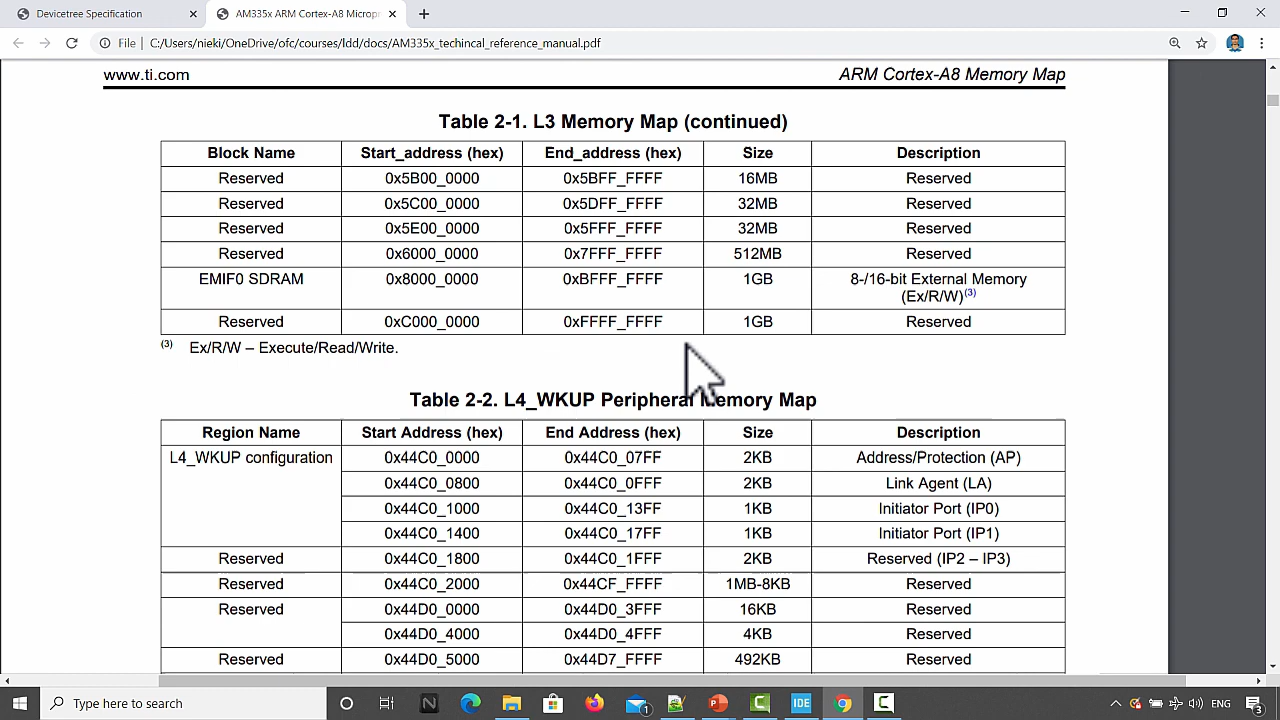 Devicetree Specification
AM335x ARM Cortex-A8 Microp
File C:/Users/nieki/OneDrive/ofc/courses/ldd/docs/AM335x_techincal_reference_manual.pdf
www.ti.com ARM Cortex-A8 Memory Map
Table 2-1. L3 Memory Map (continued)
Block Name Start_address (hex) End_address (hex) Size Description
Reserved 0x5B00_0000 0x5BFF_FFFF 16MB Reserved
Reserved 0x5C00_0000 0x5DFF_FFFF 32MB Reserved
Reserved 0x5E00_0000 0x5FFF_FFFF 32MB Reserved
Reserved 0x6000_0000 0x7FFF_FFFF 512MB Reserved
EMIF0 SDRAM 0x8000_0000 0xBFFF_FFFF 1GB 8-/16-bit External Memory
(Ex/R/W)(3)
Reserved 0xC000_0000 0xFFFF_FFFF 1GB Reserved
(3) Ex/R/W – Execute/Read/Write.
Table 2-2. L4_WKUP Peripheral Memory Map
Region Name Start Address (hex) End Address (hex) Size Description
L4_WKUP configuration 0x44C0_0000 0x44C0_07FF 2KB Address/Protection (AP)
0x44C0_0800 0x44C0_0FFF 2KB Link Agent (LA)
0x44C0_1000 0x44C0_13FF 1KB Initiator Port (IP0)
0x44C0_1400 0x44C0_17FF 1KB Initiator Port (IP1)
Reserved 0x44C0_1800 0x44C0_1FFF 2KB Reserved (IP2 – IP3)
Reserved 0x44C0_2000 0x44CF_FFFF 1MB-8KB Reserved
Reserved 0x44D0_0000 0x44D0_3FFF 16KB Reserved
0x44D0_4000 0x44D0_4FFF 4KB Reserved
Reserved 0x44D0_5000 0x44D7_FFFF 492KB Reserved
Type here to search
N
1
P
C
IDE
C
ENG
3